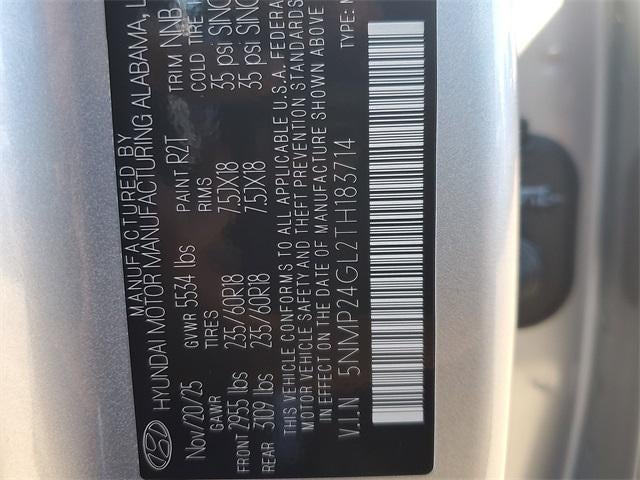 MANUFACTURED BY
HYUNDAI MOTOR MANUFACTURING ALABAMA, L
Nov/20/25 GVWR 5534 lbs PAINT R2T TRIM NNB
GAWR TIRES RIMS COLD TIRE
FRONT 2955 lbs 235/60R18 7.5JX18 35 psi SING
REAR 3109 lbs 235/60R18 7.5JX18 35 psi SING
THIS VEHICLE CONFORMS TO ALL APPLICABLE U.S.A. FEDERA
MOTOR VEHICLE SAFETY AND THEFT PREVENTION STANDARDS
IN EFFECT ON THE DATE OF MANUFACTURE SHOWN ABOVE
V.I.N 5NMP24GL2TH183714 TYPE: